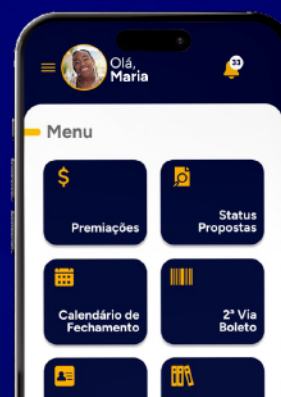 Olá,
Maria
33
Menu
Premiações
Status
Propostas
Calendário de
Fechamento
2ª Via
Boleto